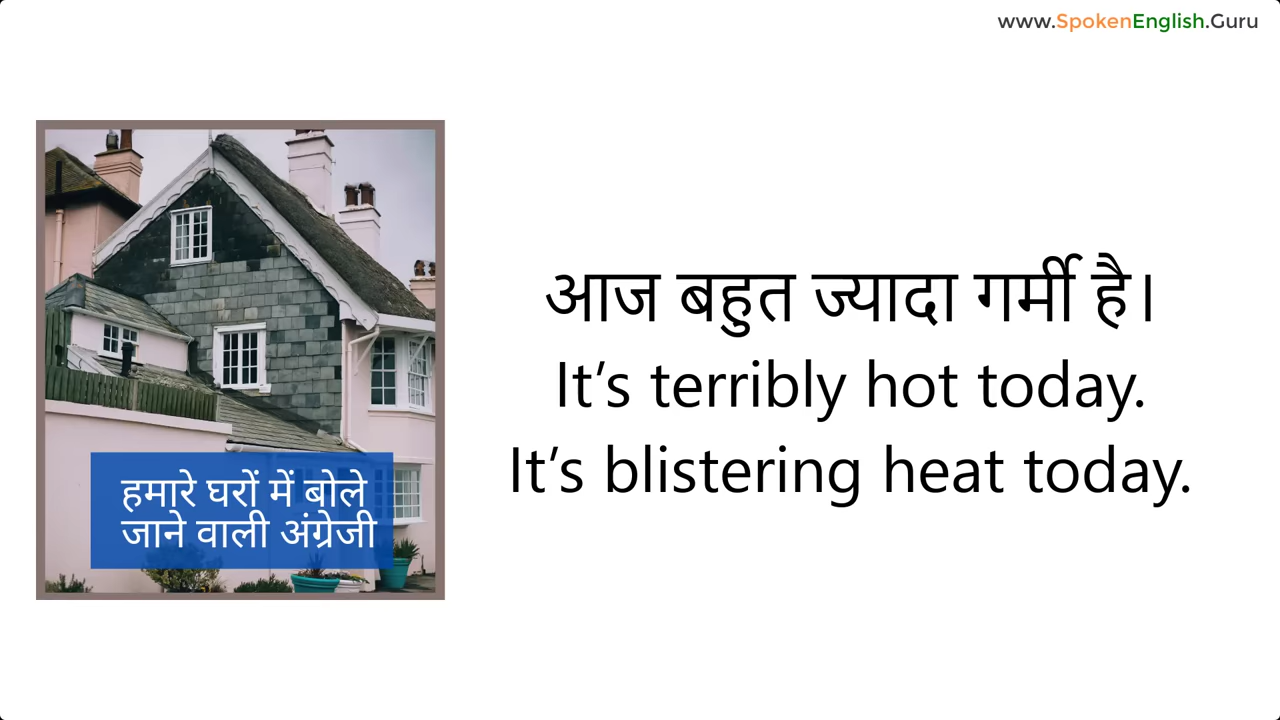 www.SpokenEnglish.Guru
हमारे घरों में बोले
जाने वाली अंग्रेजी
आज बहुत ज्यादा गर्मी है।
It’s terribly hot today.
It’s blistering heat today.